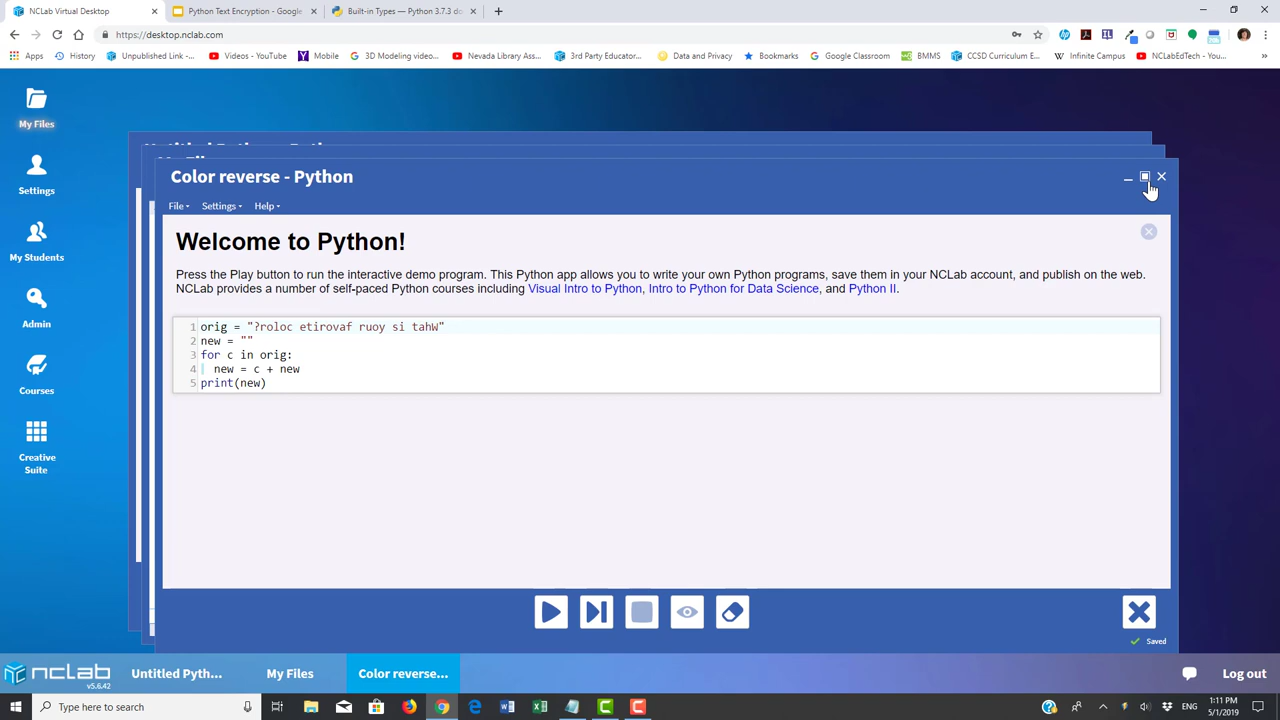 NCLab Virtual Desktop
Python Text Encryption - Google
Built-in Types — Python 3.7.3 do
https://desktop.nclab.com
Apps
History
Unpublished Link -...
Videos - YouTube
Mobile
3D Modeling video...
Nevada Library Ass...
3rd Party Educator...
Data and Privacy
Bookmarks
Google Classroom
BMMS
CCSD Curriculum E...
Infinite Campus
NCLabEdTech - You...
My Files
Settings
My Students
Admin
Courses
Creative
Suite
Color reverse - Python
File
Settings
Help
Welcome to Python!
Press the Play button to run the interactive demo program. This Python app allows you to write your own Python programs, save them in your NCLab account, and publish on the web.
NCLab provides a number of self-paced Python courses including Visual Intro to Python, Intro to Python for Data Science, and Python II.
1 orig = "?roloc etirovaf ruoy si tahW"
2 new = ""
3 for c in orig:
4 new = c + new
5 print(new)
Saved
nclab
v5.6.42
Untitled Pyth...
My Files
Color reverse...
Log out
Type here to search
1:11 PM
5/1/2019